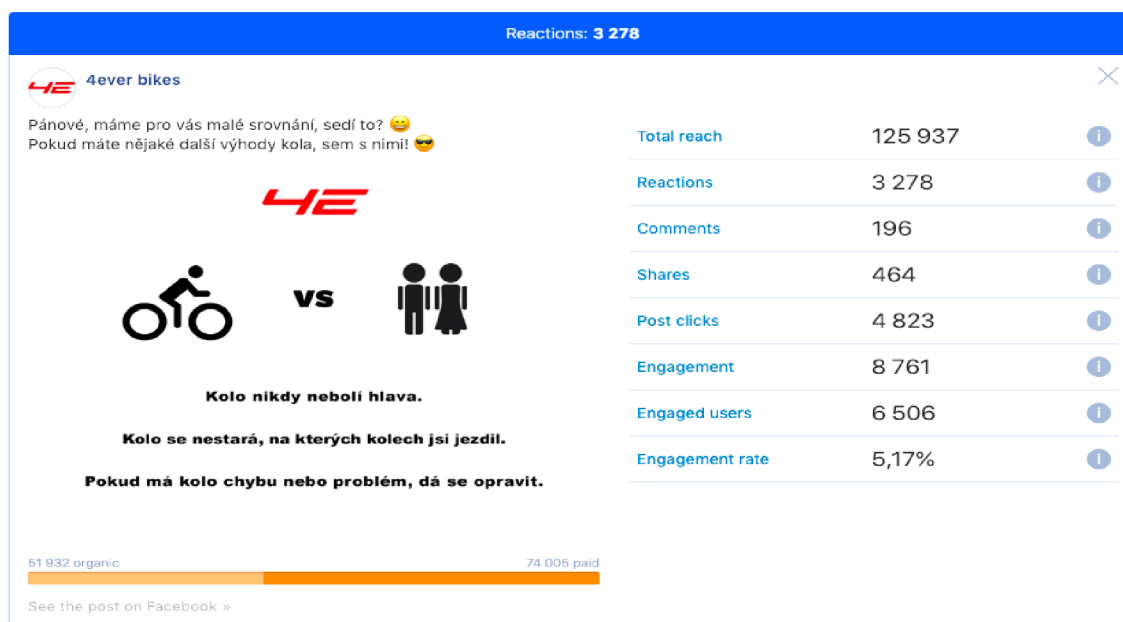 Reactions: 3 278
4E
4ever bikes
Pánové, máme pro vás malé srovnání, sedí to? 😄
Pokud máte nějaké další výhody kola, sem s nimi! 😎
4E
vs
Kolo nikdy nebolí hlava.
Kolo se nestará, na kterých kolech jsi jezdil.
Pokud má kolo chybu nebo problém, dá se opravit.
51 932 organic 74 005 paid
See the post on Facebook »
Total reach 125 937
Reactions 3 278
Comments 196
Shares 464
Post clicks 4 823
Engagement 8 761
Engaged users 6 506
Engagement rate 5,17%